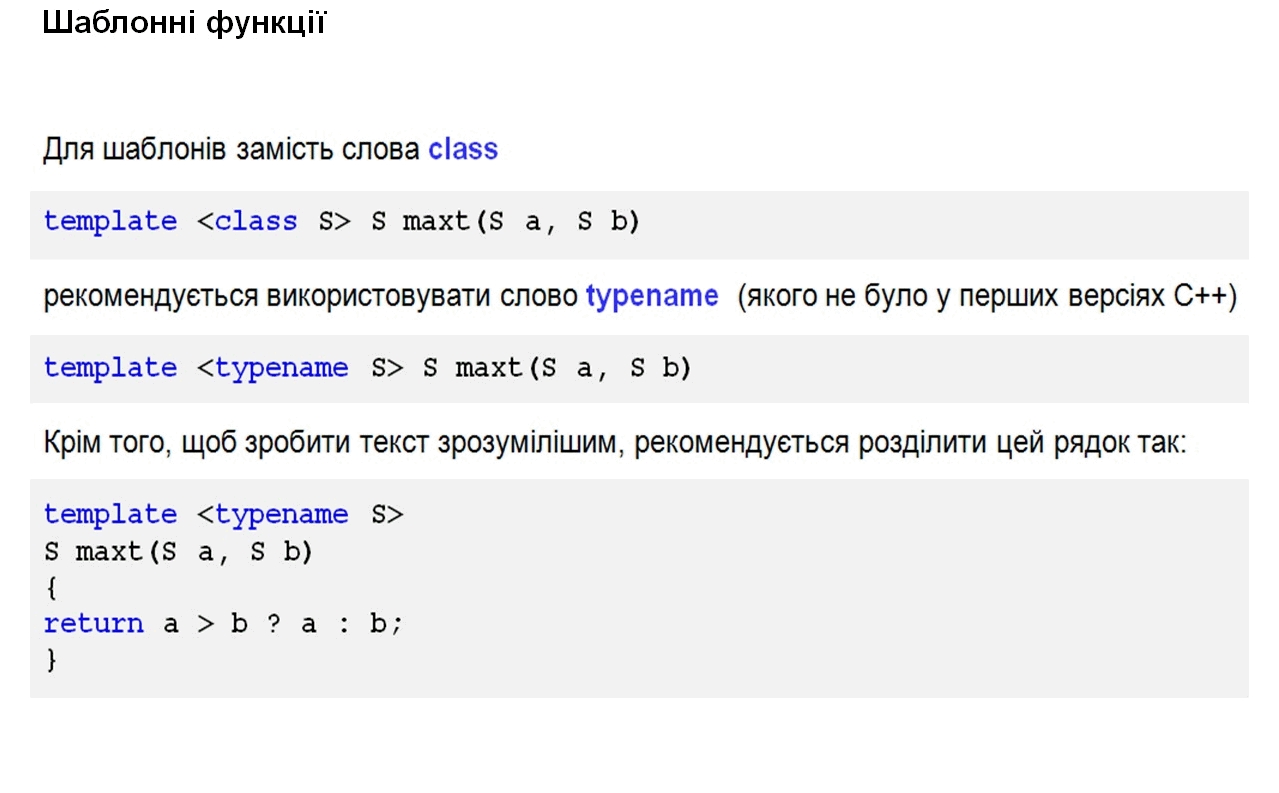 Шаблонні функції
Для шаблонів замість слова class
template <class S> S maxt(S a, S b)
рекомендується використовувати слово typename (якого не було у перших версіях C++)
template <typename S> S maxt(S a, S b)
Крім того, щоб зробити текст зрозумілішим, рекомендується розділити цей рядок так:
template <typename S>
S maxt(S a, S b)
{
return a > b ? a : b;
}